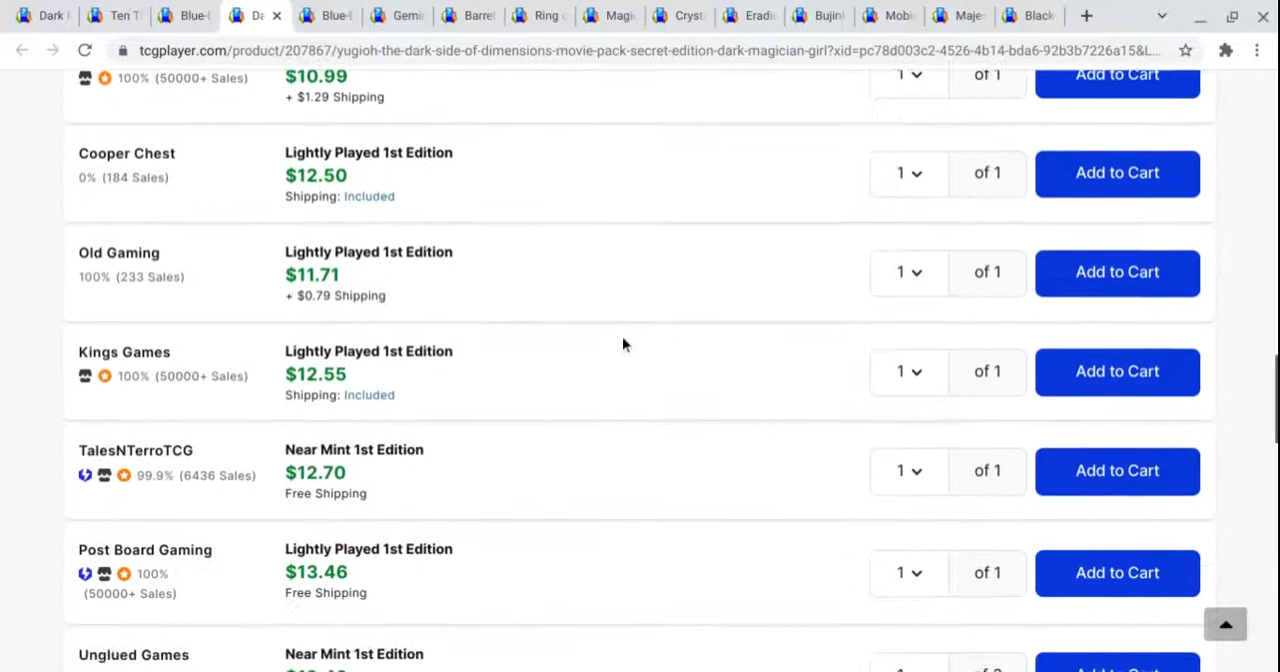 Dark
Ten T
Blue-
Da
Blue-
Gemi
Barre
Ring
Magi
Cryst
Eradi
Bujin
Mobi
Maje
Black
tcgplayer.com/product/207867/yugioh-the-dark-side-of-dimensions-movie-pack-secret-edition-dark-magician-girl?xid=pc78d003c2-4526-4b14-bda6-92b3b7226a15&L...
100% (50000+ Sales)
$10.99
+ $1.29 Shipping
1
of 1
Add to Cart
Cooper Chest
0% (184 Sales)
Lightly Played 1st Edition
$12.50
Shipping: Included
1
of 1
Add to Cart
Old Gaming
100% (233 Sales)
Lightly Played 1st Edition
$11.71
+ $0.79 Shipping
1
of 1
Add to Cart
Kings Games
100% (50000+ Sales)
Lightly Played 1st Edition
$12.55
Shipping: Included
1
of 1
Add to Cart
TalesNTerroTCG
99.9% (6436 Sales)
Near Mint 1st Edition
$12.70
Free Shipping
1
of 1
Add to Cart
Post Board Gaming
100%
(50000+ Sales)
Lightly Played 1st Edition
$13.46
Free Shipping
1
of 1
Add to Cart
Unglued Games
Near Mint 1st Edition